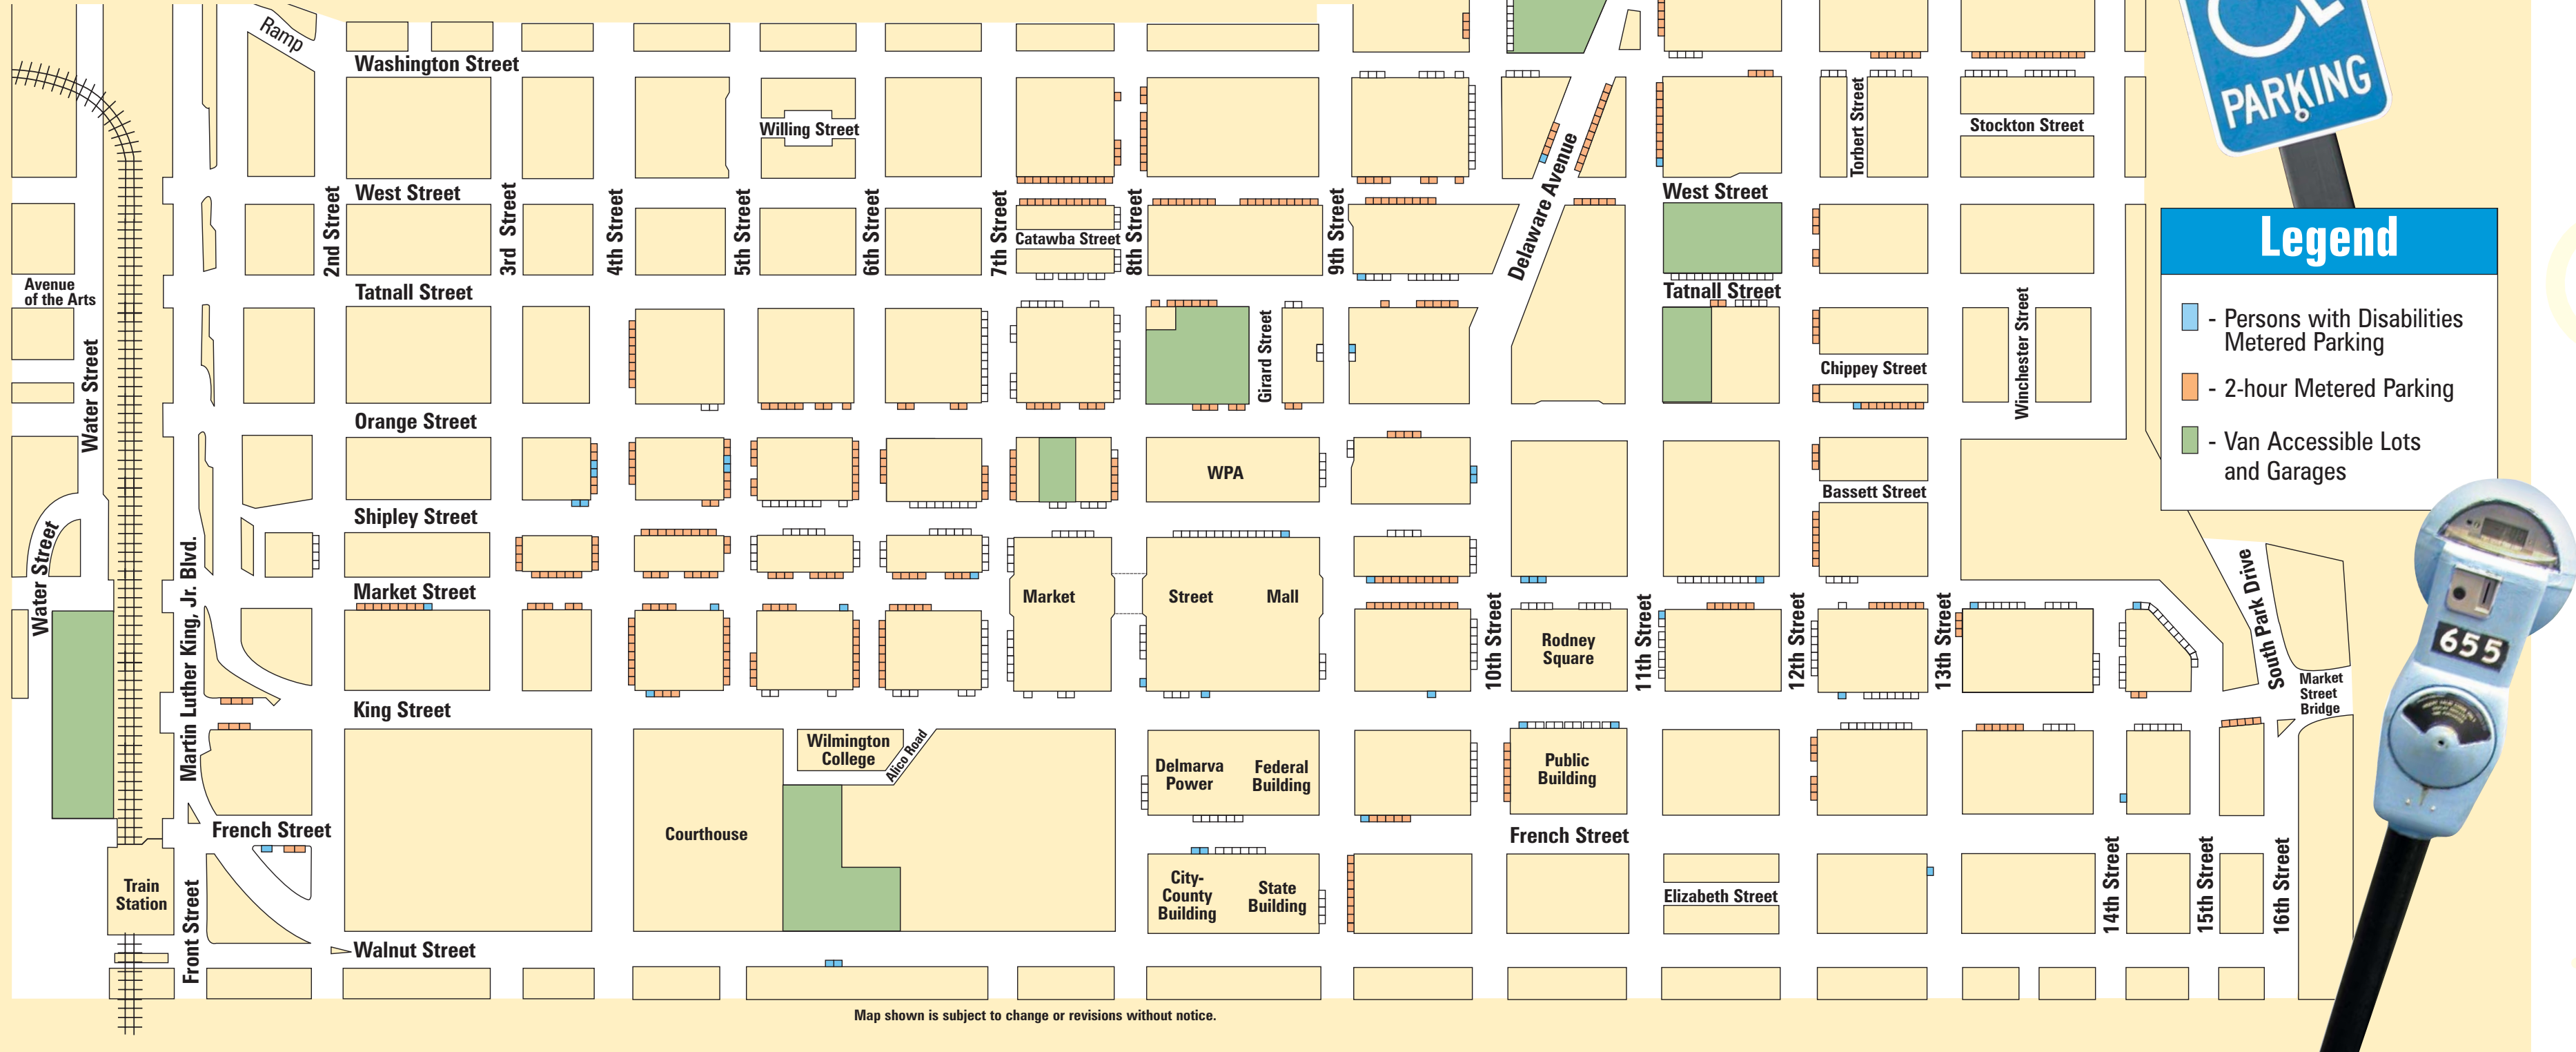 Ramp
Washington Street
Willing Street
Torbert Street
Stockton Street
CE
PARKING
West Street
West Street
2nd Street
3rd Street
4th Street
5th Street
6th Street
7th Street
Catawba Street
8th Street
9th Street
Delaware Avenue
Avenue
of the Arts
Tatnall Street
Tatnall Street
Girard Street
Winchester Street
Water Street
Chippey Street
Orange Street
WPA
Bassett Street
Shipley Street
Water Street
Martin Luther King, Jr. Blvd.
Market Street
Market
Street
Mall
10th Street
Rodney
Square
11th Street
12th Street
13th Street
South Park Drive
Market
Street
Bridge
King Street
Wilmington
College
Alico Road
Delmarva
Power
Federal
Building
Public
Building
French Street
Courthouse
French Street
Train
Station
Front Street
City-
County
Building
State
Building
Elizabeth Street
14th Street
15th Street
16th Street
Walnut Street
Map shown is subject to change or revisions without notice.
Legend
- Persons with Disabilities
Metered Parking
- 2-hour Metered Parking
- Van Accessible Lots
and Garages
655